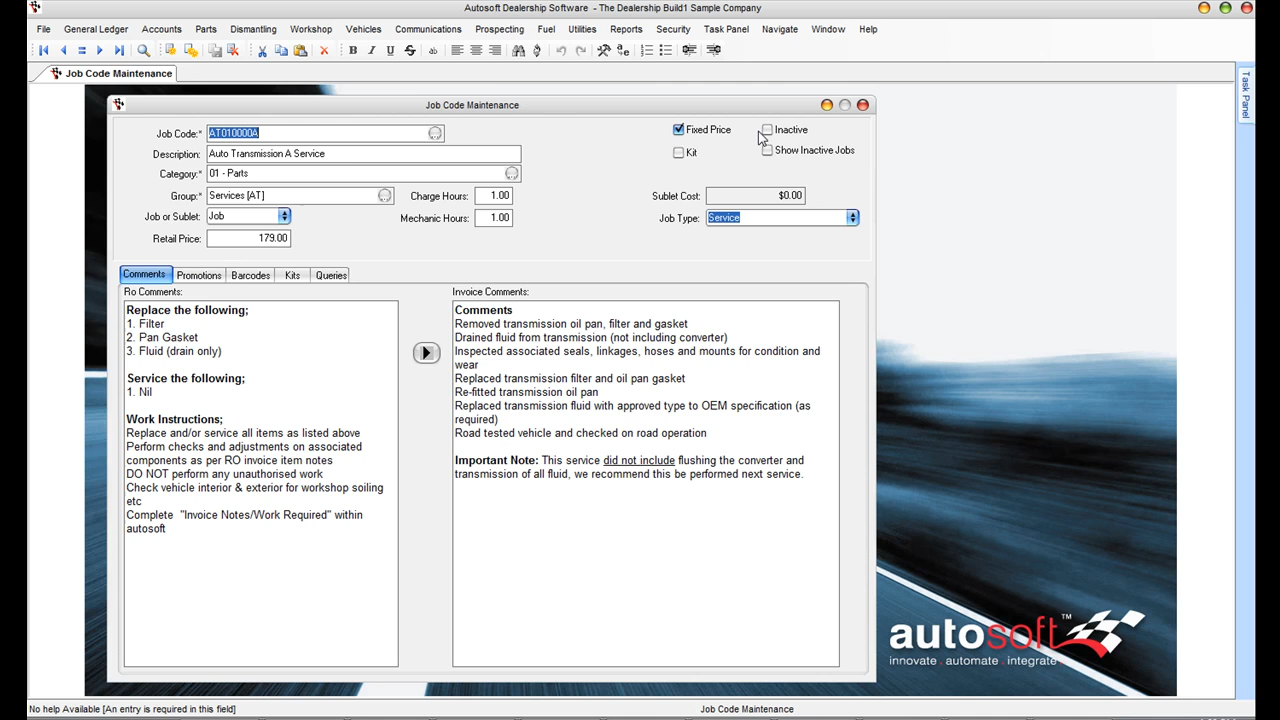 Autosoft Dealership Software - The Dealership Build1 Sample Company
File General Ledger Accounts Parts Dismantling Workshop Vehicles Communications Prospecting Fuel Utilities Reports Security Task Panel Navigate Window Help
Job Code Maintenance
Task Panel
Job Code Maintenance
Job Code:* AT010000A
Fixed Price Inactive
Description: Auto Transmission A Service
Kit Show Inactive Jobs
Category:* 01 - Parts
Group:* Services [AT] Charge Hours: 1.00 Sublet Cost: $0.00
Job or Sublet: Job Mechanic Hours: 1.00 Job Type: Service
Retail Price: 179.00
Comments Promotions Barcodes Kits Queries
Ro Comments:
Replace the following;
1. Filter
2. Pan Gasket
3. Fluid (drain only)
Service the following;
1. Nil
Work Instructions;
Replace and/or service all items as listed above
Perform checks and adjustments on associated
components as per RO invoice item notes
DO NOT perform any unauthorised work
Check vehicle interior & exterior for workshop soiling
etc
Complete "Invoice Notes/Work Required" within
autosoft
Invoice Comments:
Comments
Removed transmission oil pan, filter and gasket
Drained fluid from transmission (not including converter)
Inspected associated seals, linkages, hoses and mounts for condition and
wear
Replaced transmission filter and oil pan gasket
Re-fitted transmission oil pan
Replaced transmission fluid with approved type to OEM specification (as
required)
Road tested vehicle and checked on road operation
Important Note: This service did not include flushing the converter and
transmission of all fluid, we recommend this be performed next service.
autosoft™
innovate . automate . integrate
No help Available [An entry is required in this field] Job Code Maintenance